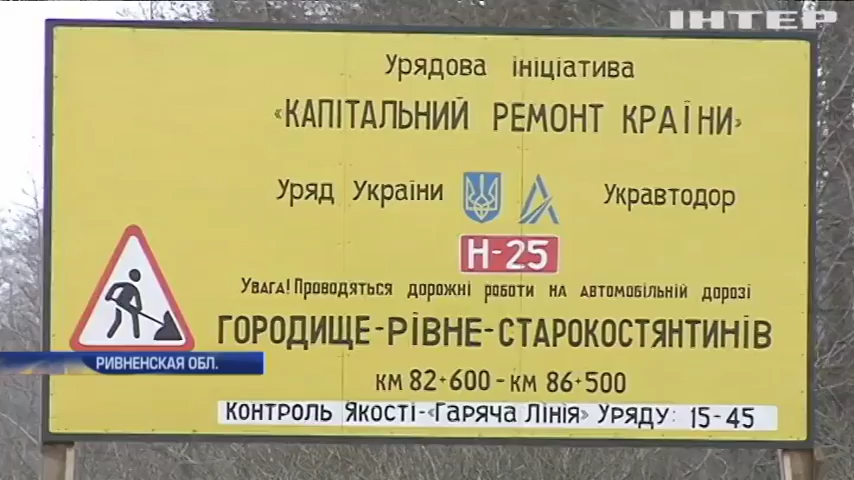 ІНТЕР
Урядова ініціатива
«КАПІТАЛЬНИЙ РЕМОНТ КРАЇНИ»
Уряд України Укравтодор
Н-25
Увага! Проводяться дорожні роботи на автомобільній дорозі
ГОРОДИЩЕ-РІВНЕ-СТАРОКОСТЯНТИНІВ
РИВНЕНСКАЯ ОБЛ.
км 82+600 - км 86+500
Контроль якості-«Гаряча лінія» Уряду: 15-45